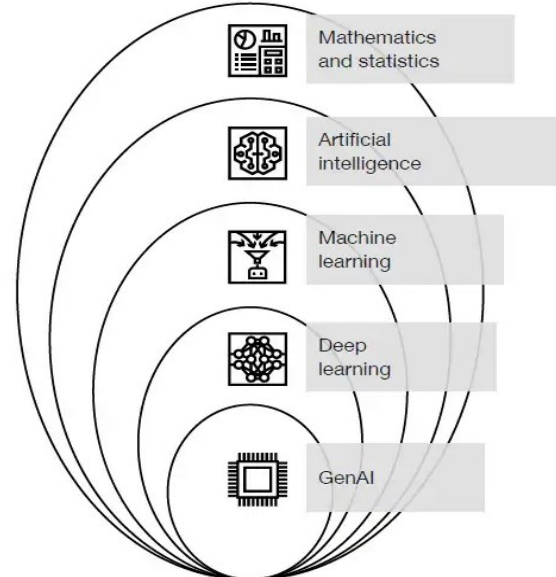 Mathematics
and statistics
Artificial
intelligence
Machine
learning
Deep
learning
GenAI